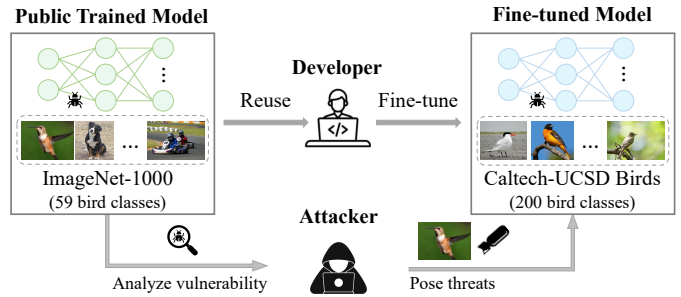 Public Trained Model
Fine-tuned Model
Developer
Reuse
Fine-tune
</>
...
...
...
...
ImageNet-1000
(59 bird classes)
Caltech-UCSD Birds
(200 bird classes)
Attacker
Analyze vulnerability
Pose threats